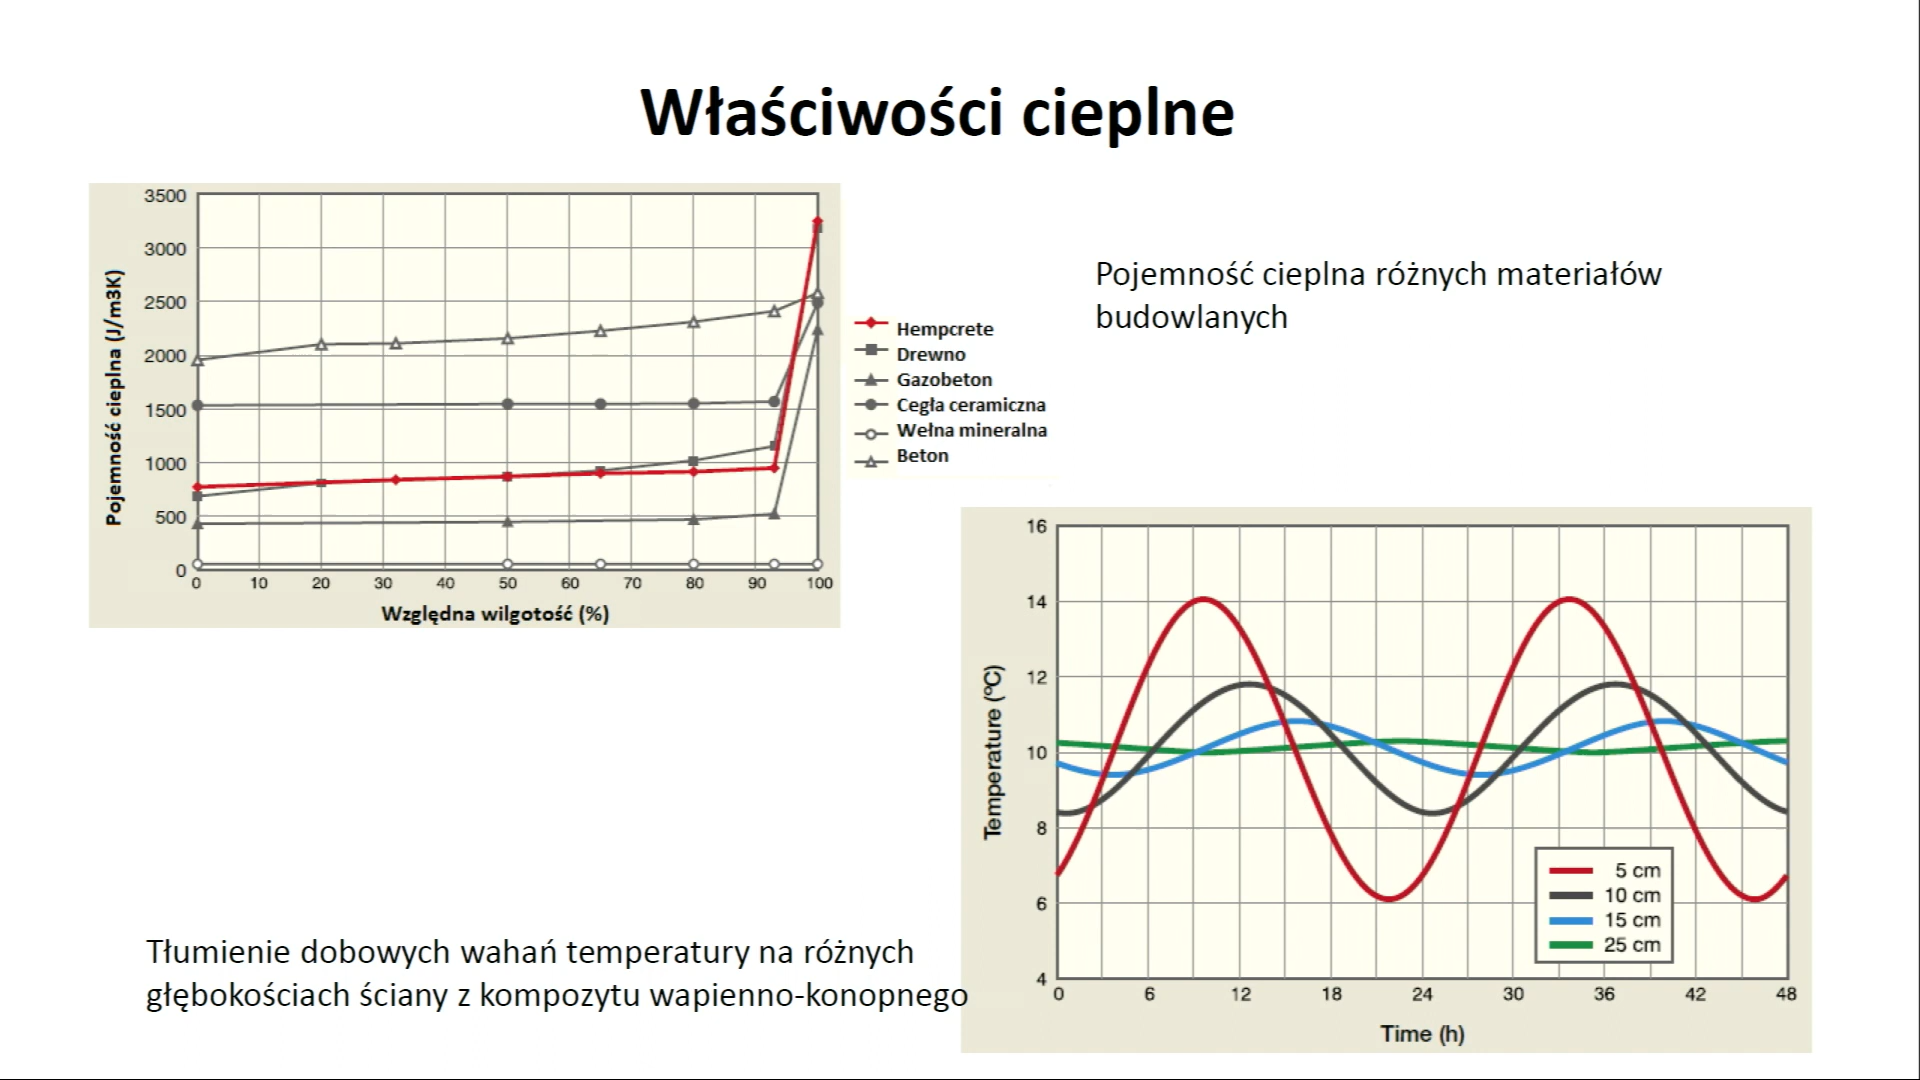 Właściwości cieplne
3500
3000
2500
2000
1500
1000
500
0
Pojemność cieplna (J/m3K)
0 10 20 30 40 50 60 70 80 90 100
Względna wilgotość (%)
Hempcrete
Drewno
Gazobeton
Cegła ceramiczna
Wełna mineralna
Beton
Pojemność cieplna różnych materiałów
budowlanych
16
14
12
10
8
6
4
Temperature (ºC)
5 cm
10 cm
15 cm
25 cm
0 6 12 18 24 30 36 42 48
Time (h)
Tłumienie dobowych wahań temperatury na różnych
głębokościach ściany z kompozytu wapienno-konopnego